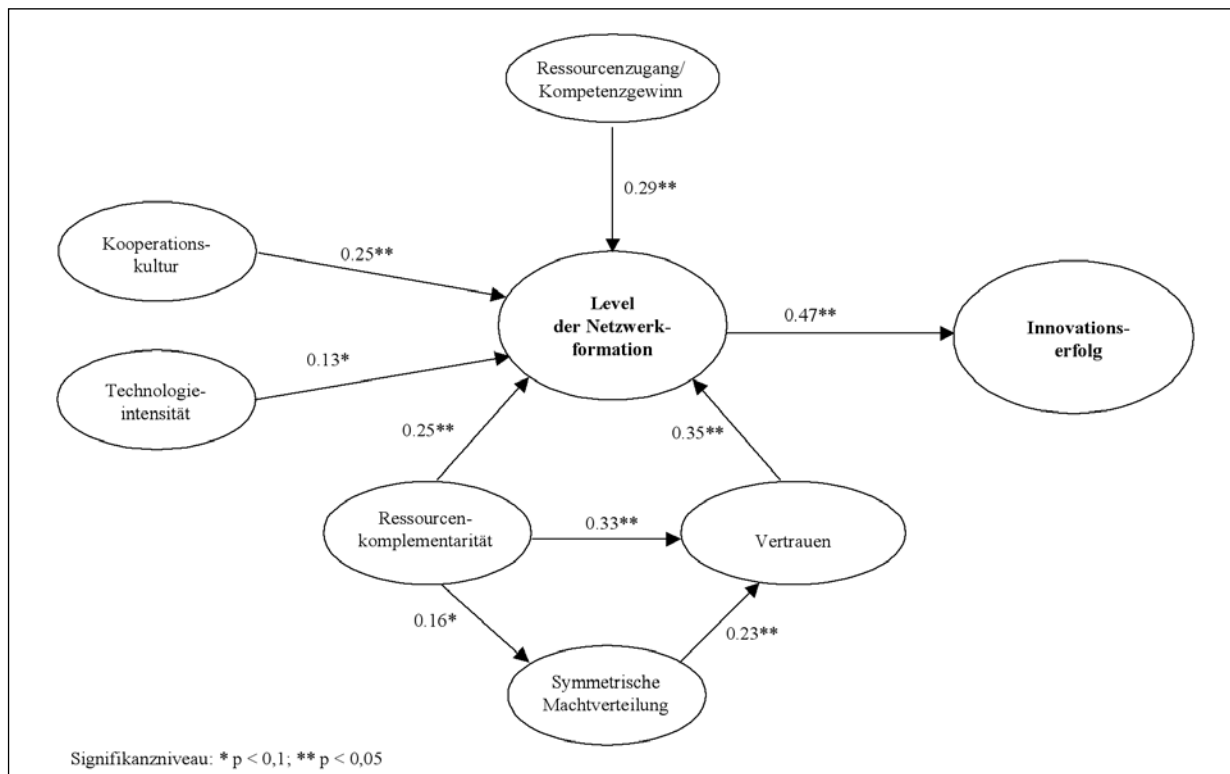 Ressourcenzugang/
Kompetenzgewinn
0.29**
Kooperations-
kultur
0.25**
Level
der Netzwerk-
formation
0.47**
Innovations-
erfolg
Technologie-
intensität
0.13*
0.25**
0.35**
Ressourcen-
komplementarität
0.33**
Vertrauen
0.16*
0.23**
Symmetrische
Machtverteilung
Signifikanzniveau: * p < 0,1; ** p < 0,05